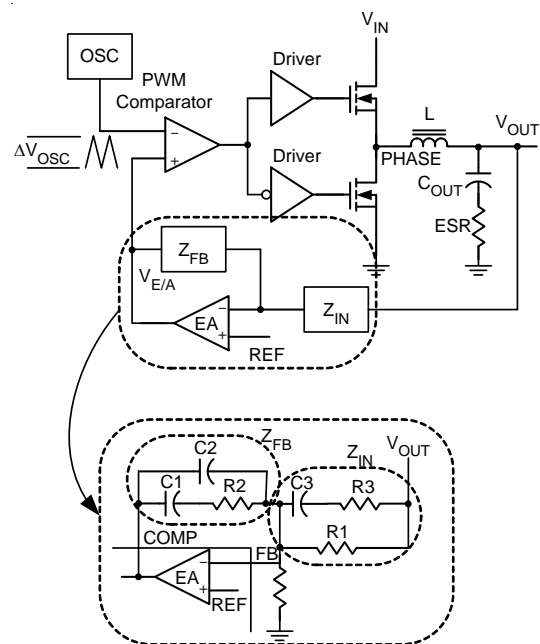 V_IN
OSC
Driver
PWM
Comparator
L
V_OUT
−
+
ΔV_OSC
Driver
PHASE
C_OUT
ESR
Z_FB
V_E/A
−
EA
+
Z_IN
REF
Z_FB
Z_IN
V_OUT
C2
C1
R2
C3
R3
R1
COMP
FB
−
EA
+
REF